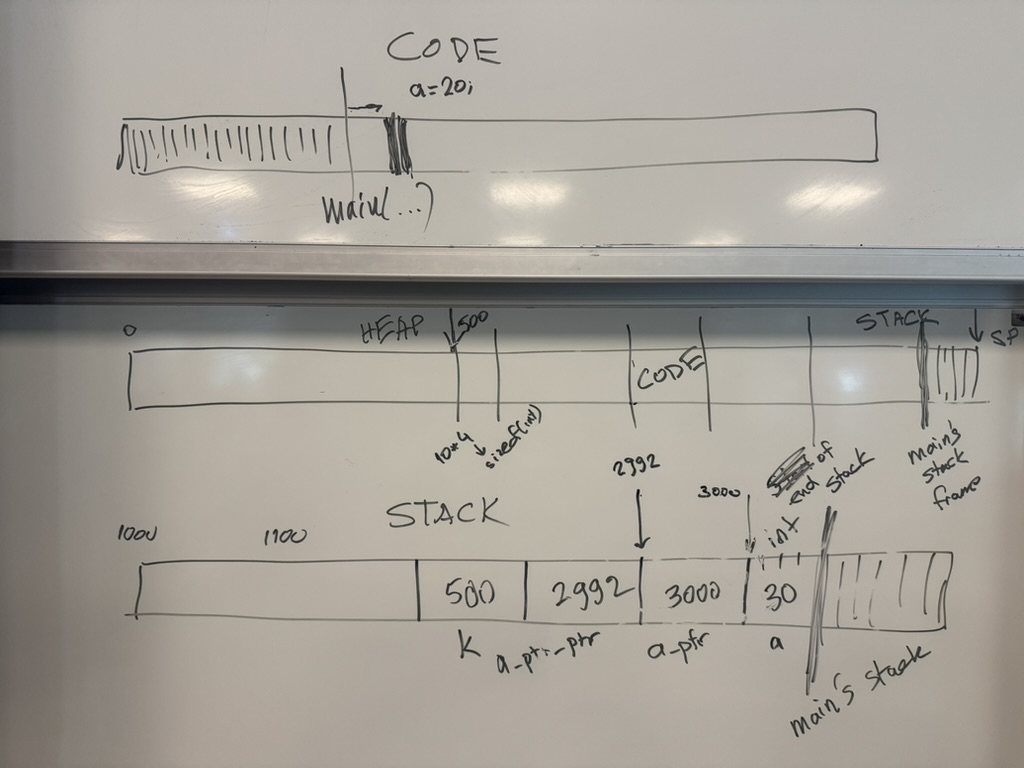 CODE
a=20;
main(...)
0
HEAP
500
STACK
SP
CODE
10*4
sizeof(int)
2992
end of
stack
main's
stack
frame
STACK
1000
1100
3000
int
500
2992
3000
30
K
a_ptr_ptr
a_ptr
a
main's stack